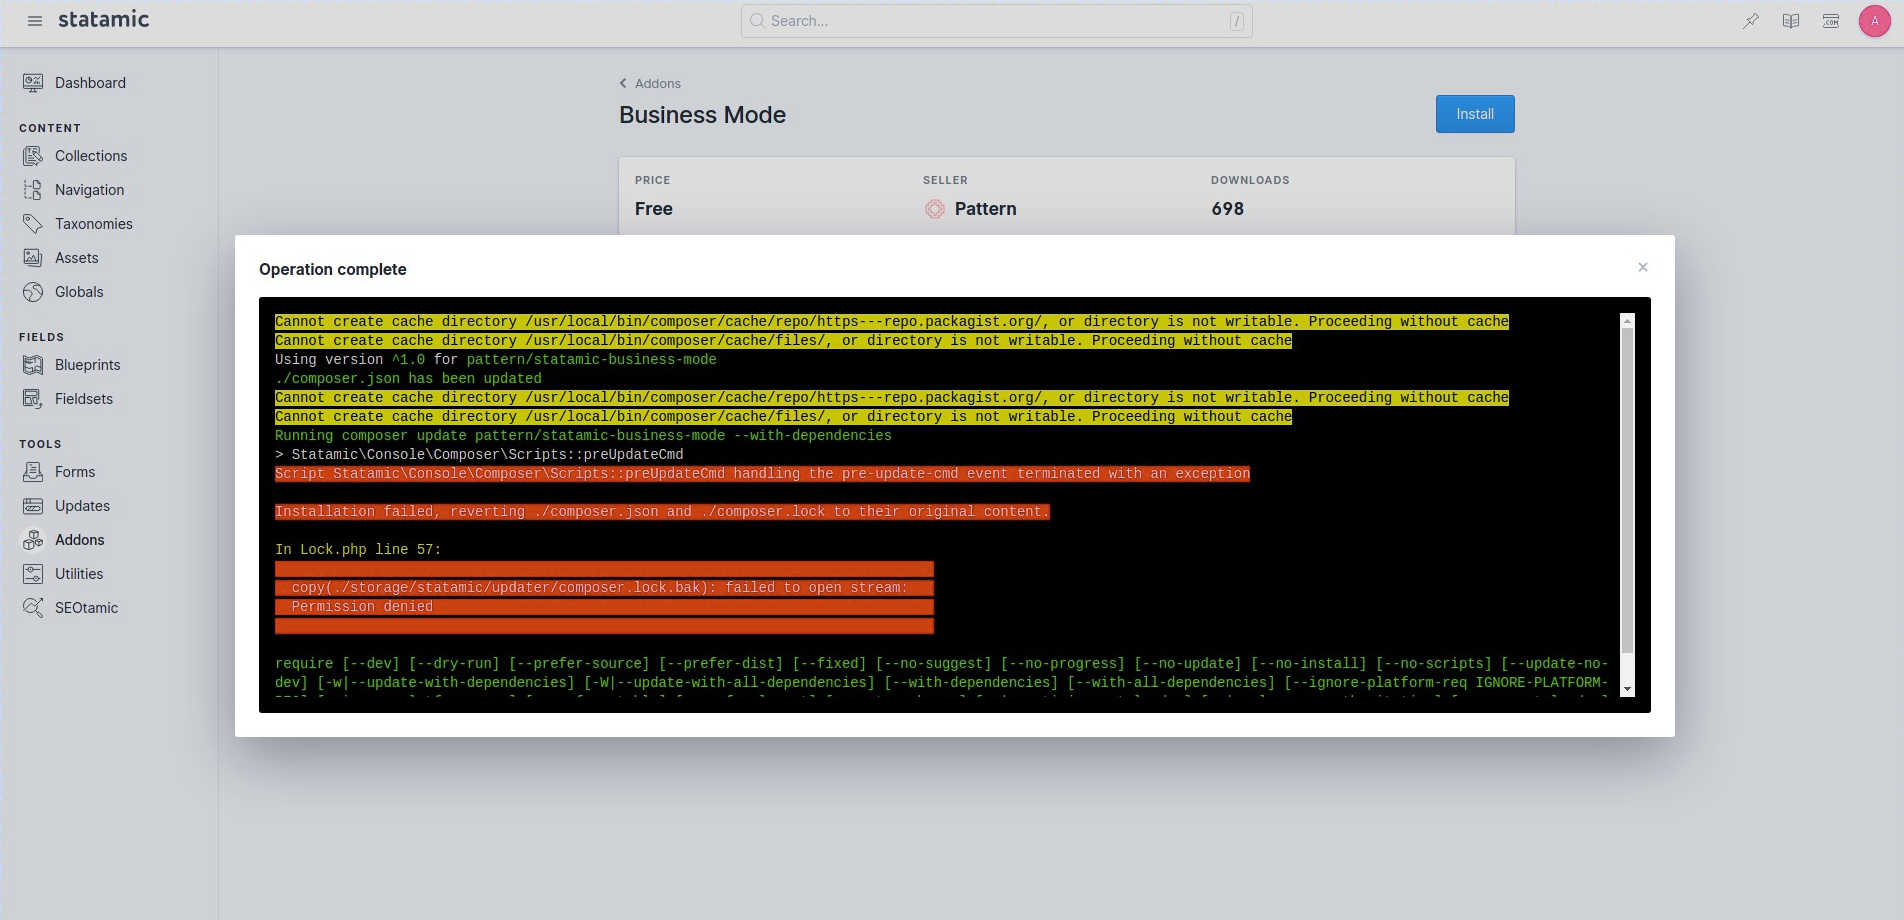 statamic
Search...
/
.COM
A
Dashboard
CONTENT
Collections
Navigation
Taxonomies
Assets
Globals
FIELDS
Blueprints
Fieldsets
TOOLS
Forms
Updates
Addons
Utilities
SEOtamic
Addons
Business Mode
Install
PRICE
SELLER
DOWNLOADS
Free
Pattern
698
Operation complete
×
Cannot create cache directory /usr/local/bin/composer/cache/repo/https---repo.packagist.org/, or directory is not writable. Proceeding without cache
Cannot create cache directory /usr/local/bin/composer/cache/files/, or directory is not writable. Proceeding without cache
Using version ^1.0 for pattern/statamic-business-mode
./composer.json has been updated
Cannot create cache directory /usr/local/bin/composer/cache/repo/https---repo.packagist.org/, or directory is not writable. Proceeding without cache
Cannot create cache directory /usr/local/bin/composer/cache/files/, or directory is not writable. Proceeding without cache
Running composer update pattern/statamic-business-mode --with-dependencies
> Statamic\Console\Composer\Scripts::preUpdateCmd
Script Statamic\Console\Composer\Scripts::preUpdateCmd handling the pre-update-cmd event terminated with an exception
Installation failed, reverting ./composer.json and ./composer.lock to their original content.
In Lock.php line 57:
copy(./storage/statamic/updater/composer.lock.bak): failed to open stream:
Permission denied
require [--dev] [--dry-run] [--prefer-source] [--prefer-dist] [--fixed] [--no-suggest] [--no-progress] [--no-update] [--no-install] [--no-scripts] [--update-no-
dev] [-w|--update-with-dependencies] [-W|--update-with-all-dependencies] [--with-dependencies] [--with-all-dependencies] [--ignore-platform-req IGNORE-PLATFORM-